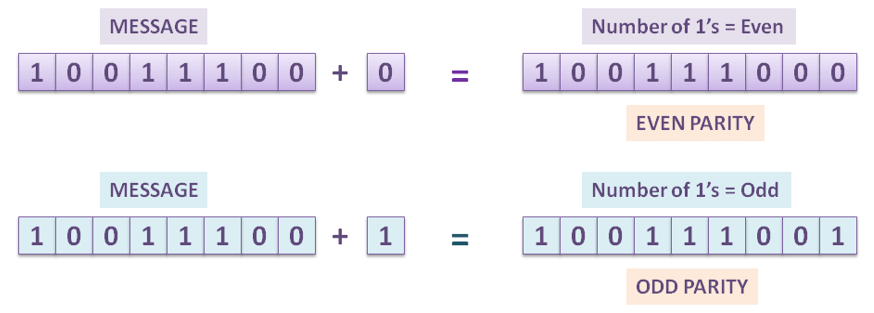 MESSAGE Number of 1's = Even
1 0 0 1 1 1 0 0 + 0 = 1 0 0 1 1 1 0 0 0
EVEN PARITY
MESSAGE Number of 1's = Odd
1 0 0 1 1 1 0 0 + 1 = 1 0 0 1 1 1 0 0 1
ODD PARITY